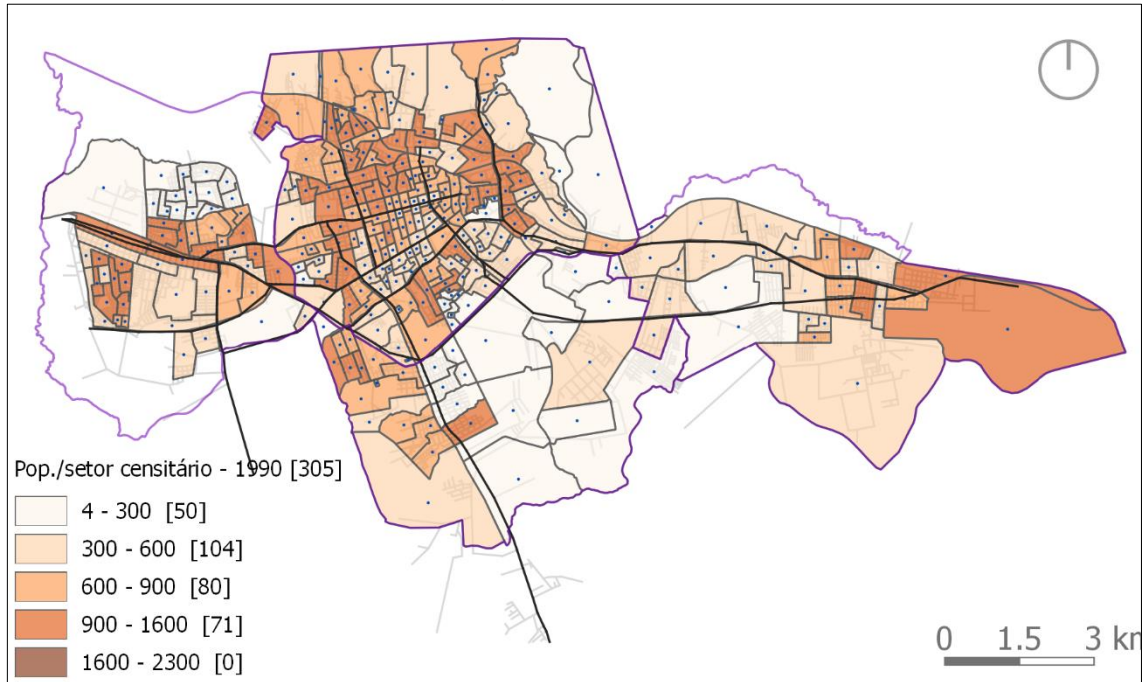 Pop./setor censitário - 1990 [305]
4 - 300 [50]
300 - 600 [104]
600 - 900 [80]
900 - 1600 [71]
1600 - 2300 [0]
0 1.5 3 km